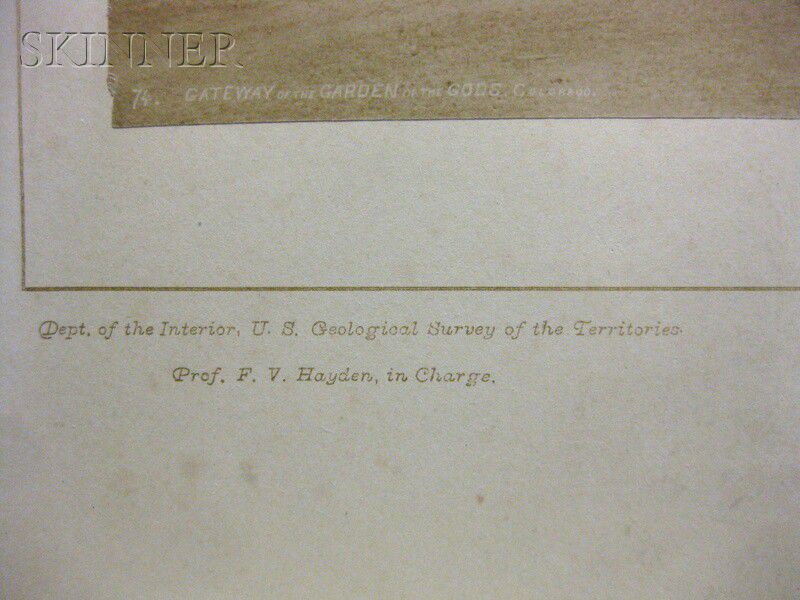 SKINNER
74. GATEWAY OF THE GARDEN OF THE GODS, COLORADO.
Dept. of the Interior, U. S. Geological Survey of the Territories.
Prof. F. V. Hayden, in Charge.